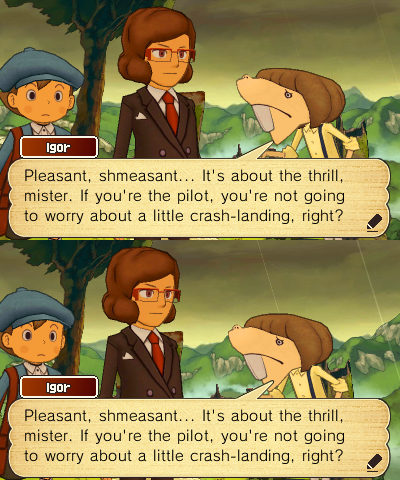 Igor
Pleasant, shmeasant... It's about the thrill,
mister. If you're the pilot, you're not going
to worry about a little crash-landing, right?
Igor
Pleasant, shmeasant... It's about the thrill,
mister. If you're the pilot, you're not going
to worry about a little crash-landing, right?